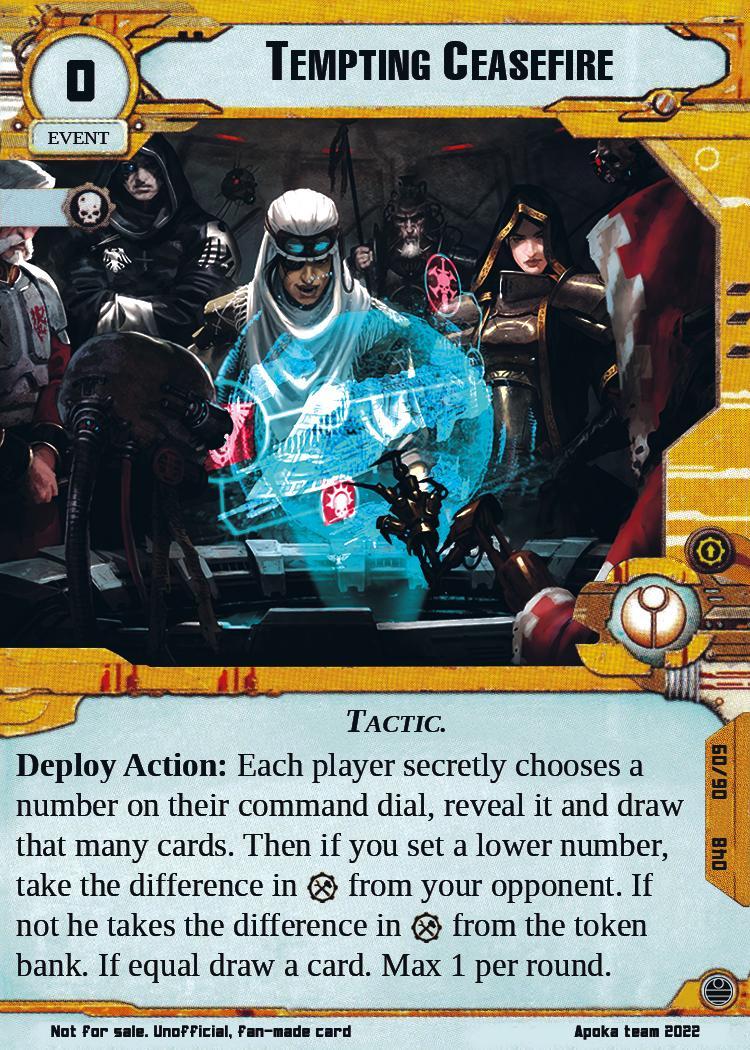 0
TEMPTING CEASEFIRE
EVENT
TACTIC.
Deploy Action: Each player secretly chooses a
number on their command dial, reveal it and draw
that many cards. Then if you set a lower number,
take the difference in from your opponent. If
not he takes the difference in from the token
bank. If equal draw a card. Max 1 per round.
60/90
040
Not for sale. Unofficial, fan-made card
Apoka team 2022